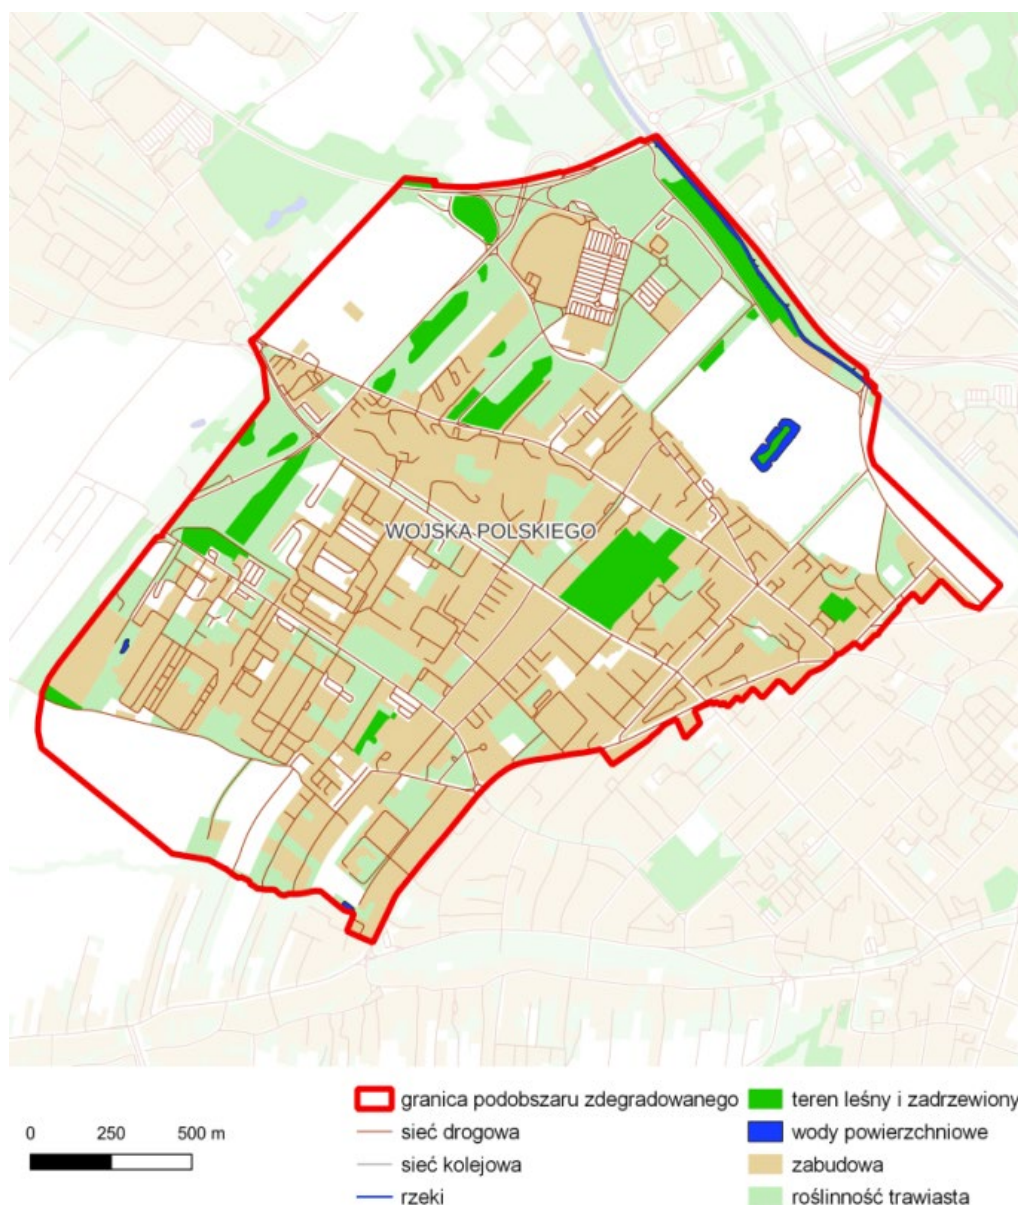 WOJSKA POLSKIEGO
granica podobszaru zdegradowanego
sieć drogowa
sieć kolejowa
rzeki
teren leśny i zadrzewiony
wody powierzchniowe
zabudowa
roślinność trawiasta
0 250 500 m